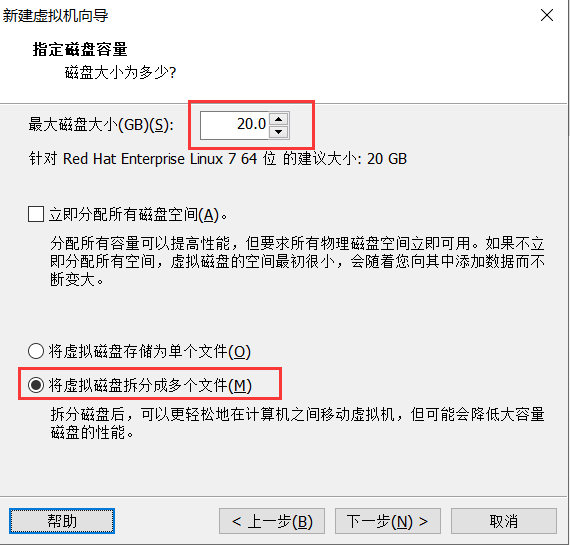 新建虚拟机向导
指定磁盘容量
磁盘大小为多少?
最大磁盘大小(GB)(S): 20.0
针对 Red Hat Enterprise Linux 7 64 位 的建议大小: 20 GB
立即分配所有磁盘空间(A)。
分配所有容量可以提高性能，但要求所有物理磁盘空间立即可用。如果不立
即分配所有空间，虚拟磁盘的空间最初很小，会随着您向其中添加数据而不
断变大。
将虚拟磁盘存储为单个文件(O)
将虚拟磁盘拆分成多个文件(M)
拆分磁盘后，可以更轻松地在计算机之间移动虚拟机，但可能会降低大容量
磁盘的性能。
帮助 < 上一步(B) 下一步(N) > 取消